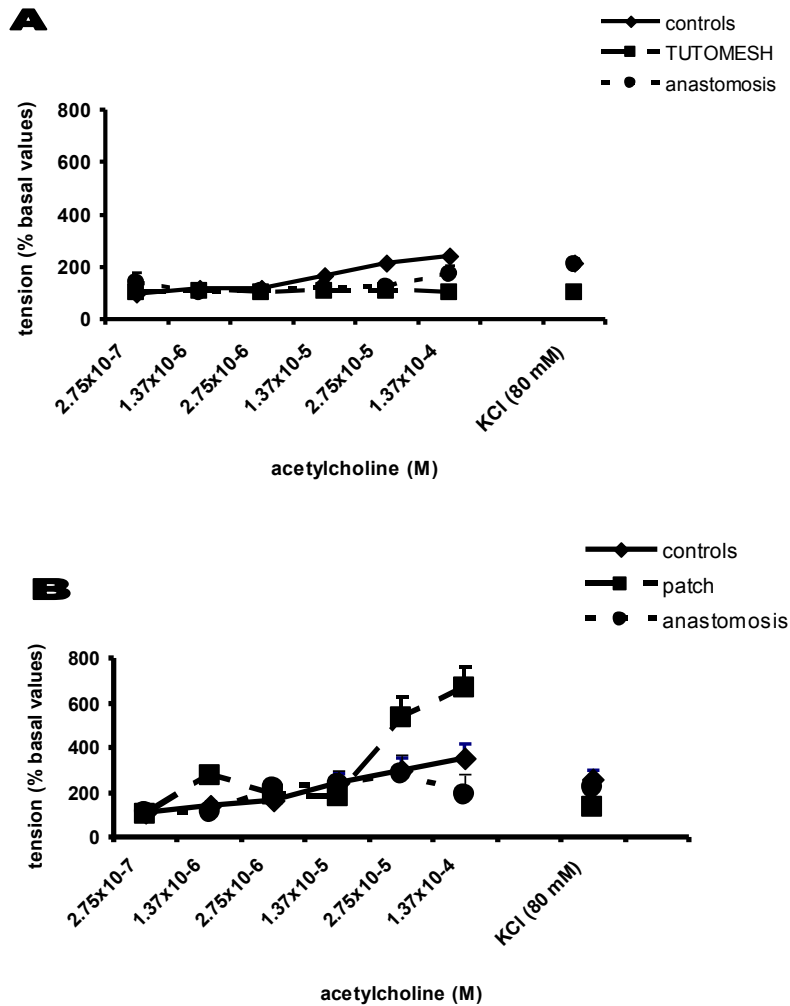 A
controls
TUTOMESH
anastomosis
tension (% basal values)
800
600
400
200
0
2.75x10-7
1.37x10-6
2.75x10-6
1.37x10-5
2.75x10-5
1.37x10-4
KCl (80 mM)
acetylcholine (M)
B
controls
patch
anastomosis
tension (% basal values)
800
600
400
200
0
2.75x10-7
1.37x10-6
2.75x10-6
1.37x10-5
2.75x10-5
1.37x10-4
KCl (80 mM)
acetylcholine (M)